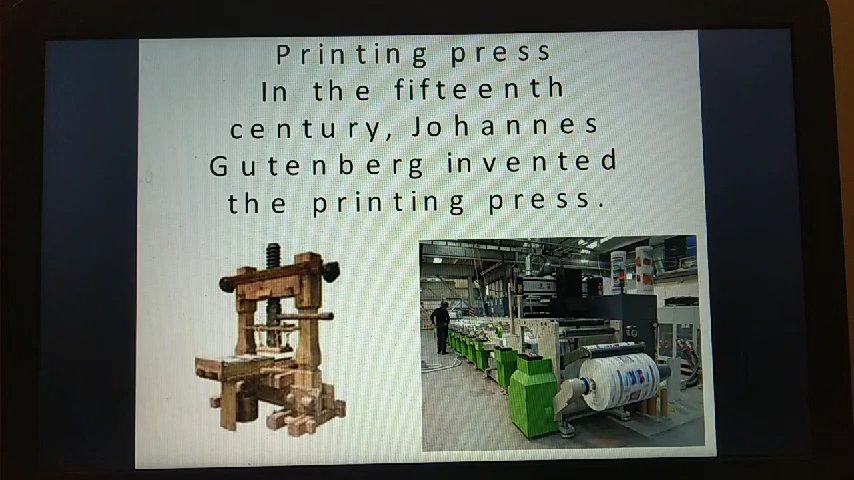 Printing press
In the fifteenth
century, Johannes
Gutenberg invented
the printing press.